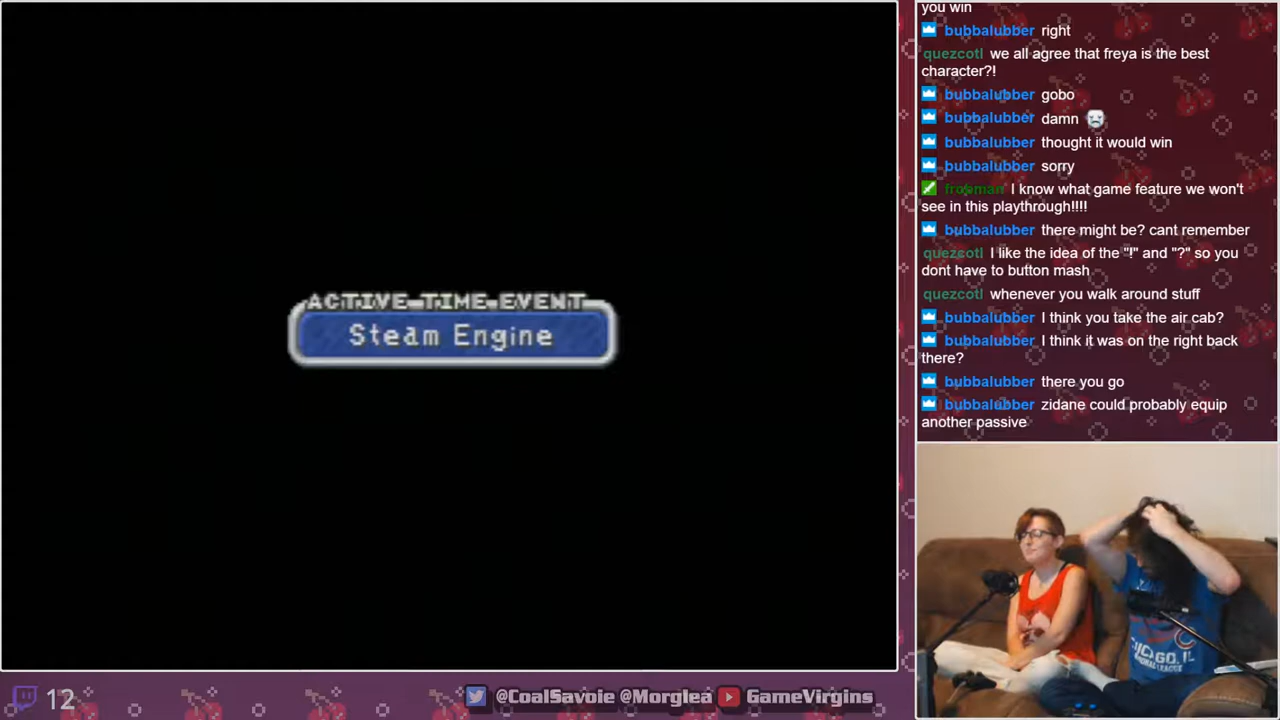 ACTIVE TIME EVENT
Steam Engine
you win
bubbalubber right
quezcotl we all agree that freya is the best
character?!
bubbalubber gobo
bubbalubber damn
bubbalubber thought it would win
bubbalubber sorry
fropman I know what game feature we won't
see in this playthrough!!!!
bubbalubber there might be? cant remember
quezcotl I like the idea of the "!" and "?" so you
dont have to button mash
quezcotl whenever you walk around stuff
bubbalubber I think you take the air cab?
bubbalubber I think it was on the right back
there?
bubbalubber there you go
bubbalubber zidane could probably equip
another passive
CHICAGO, IL
12
@CoalSavoie @Morglea GameVirgins